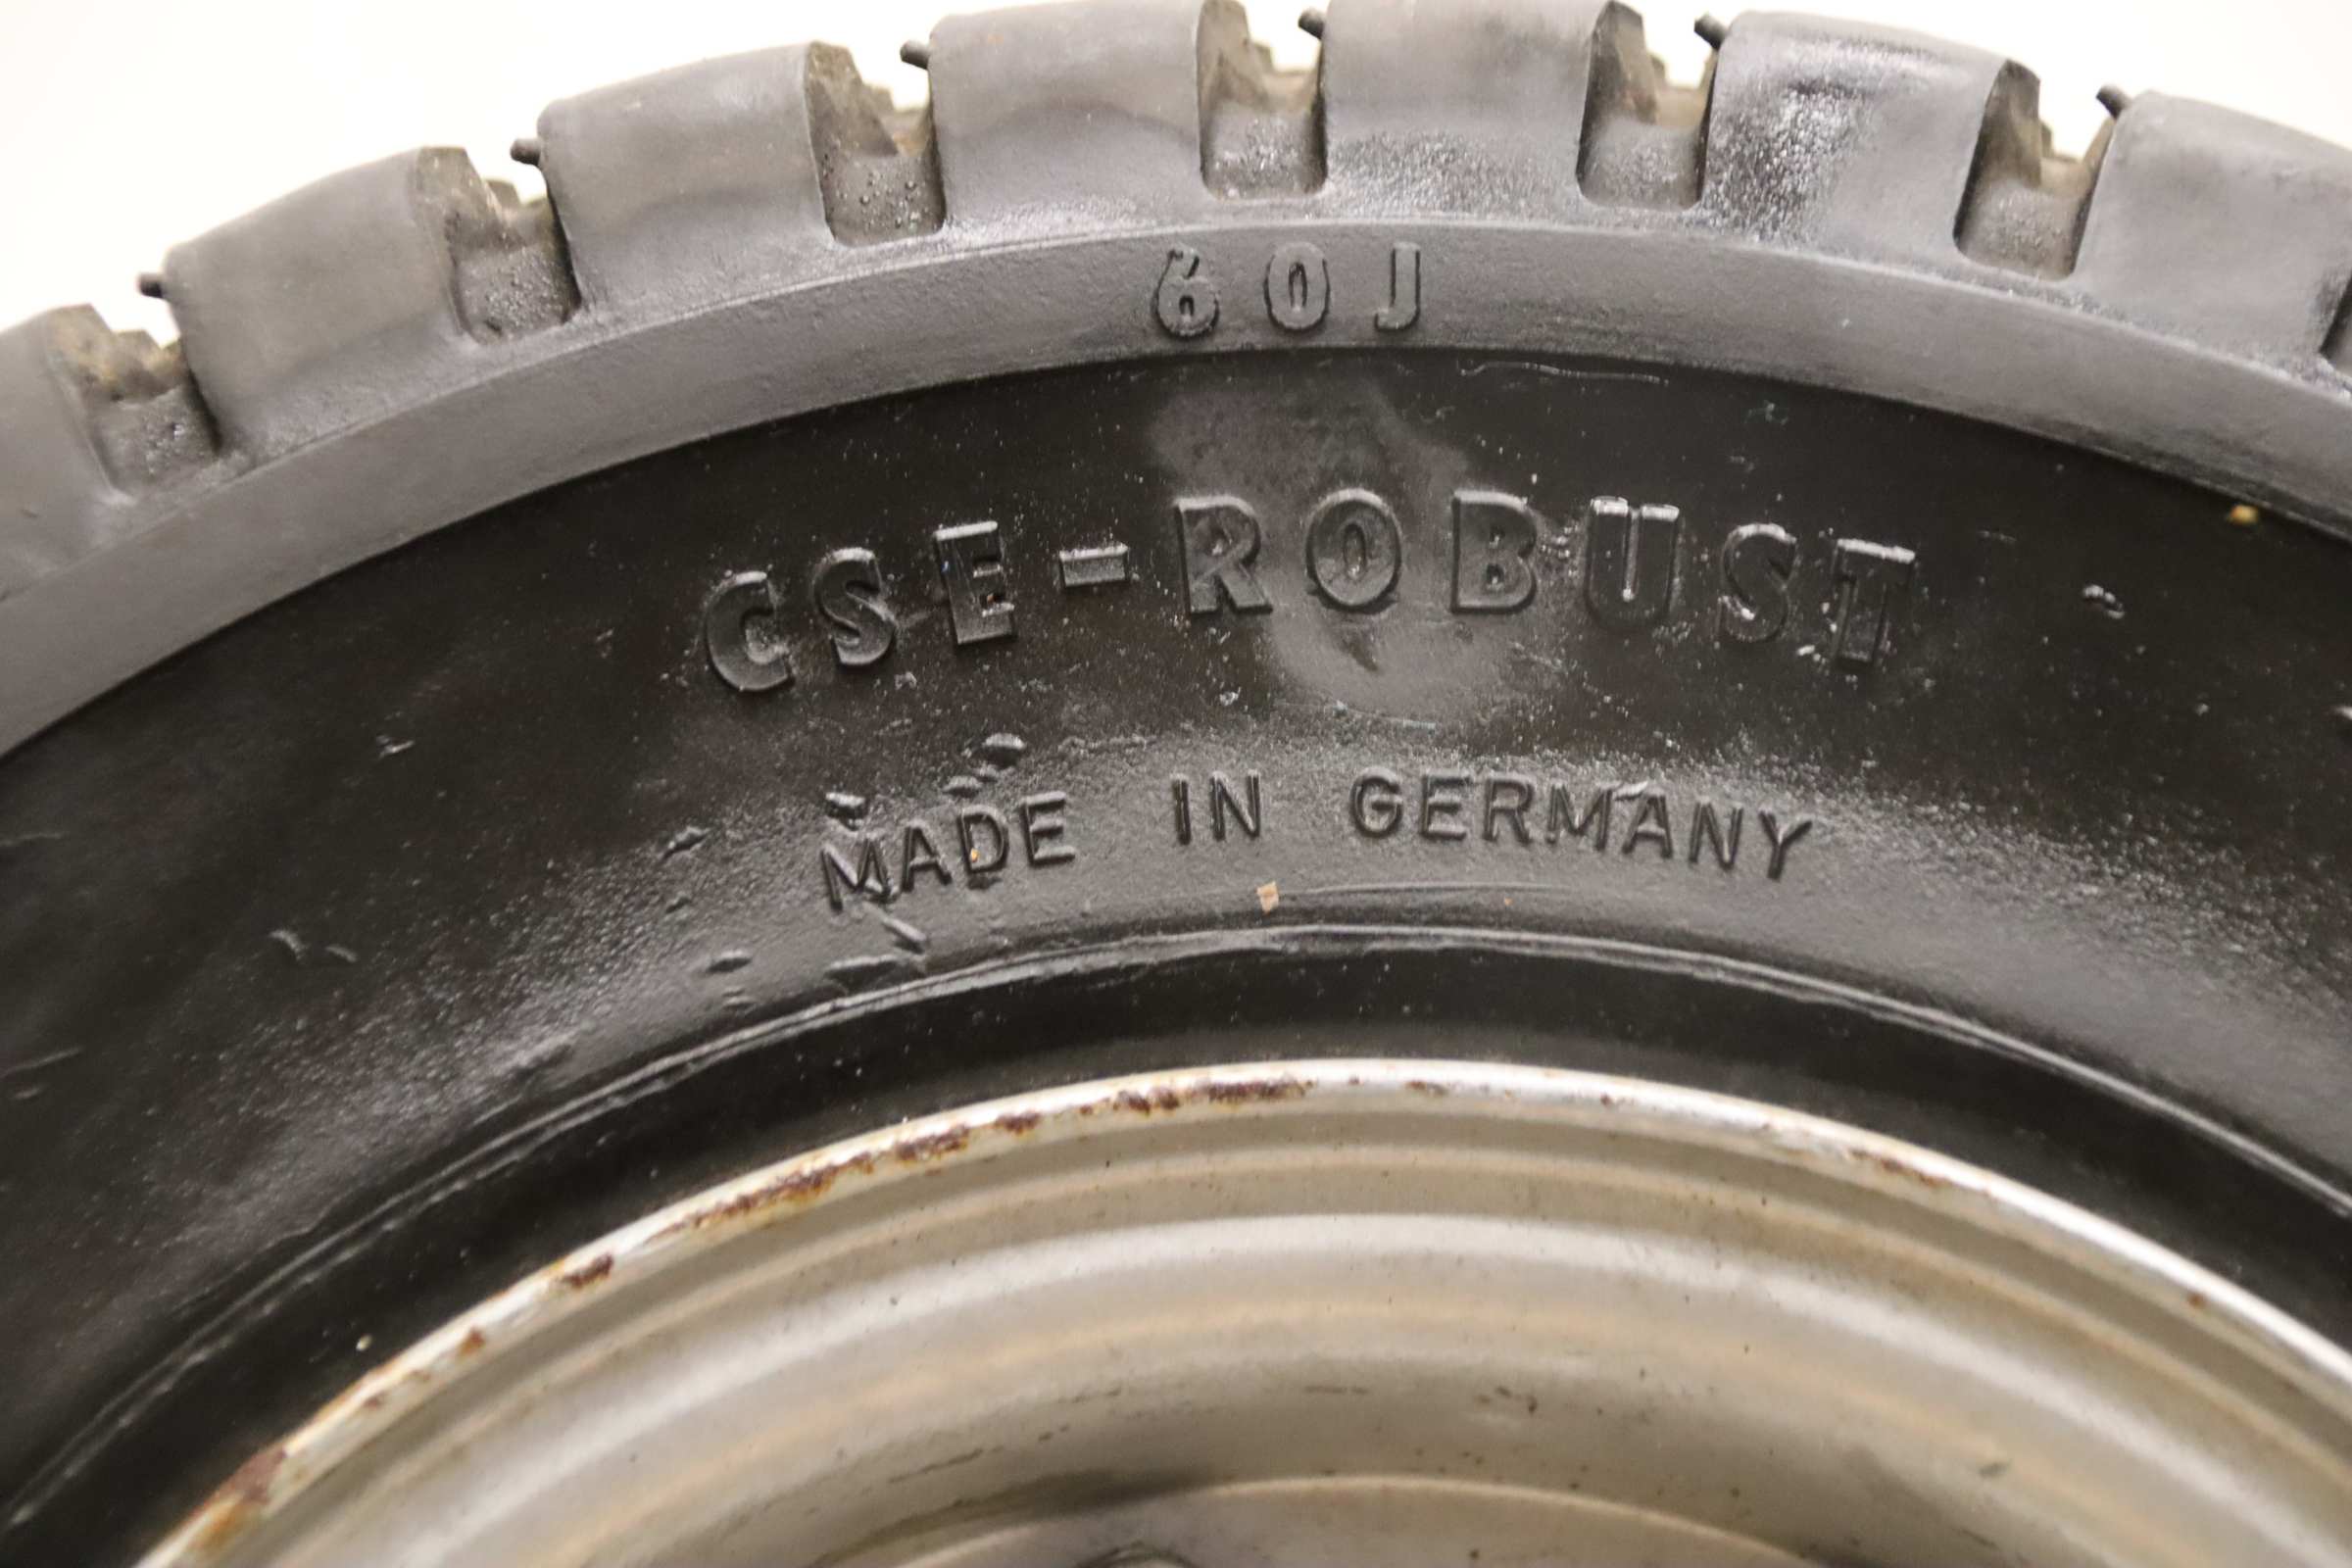 60J
CSE-ROBUST
MADE IN GERMANY